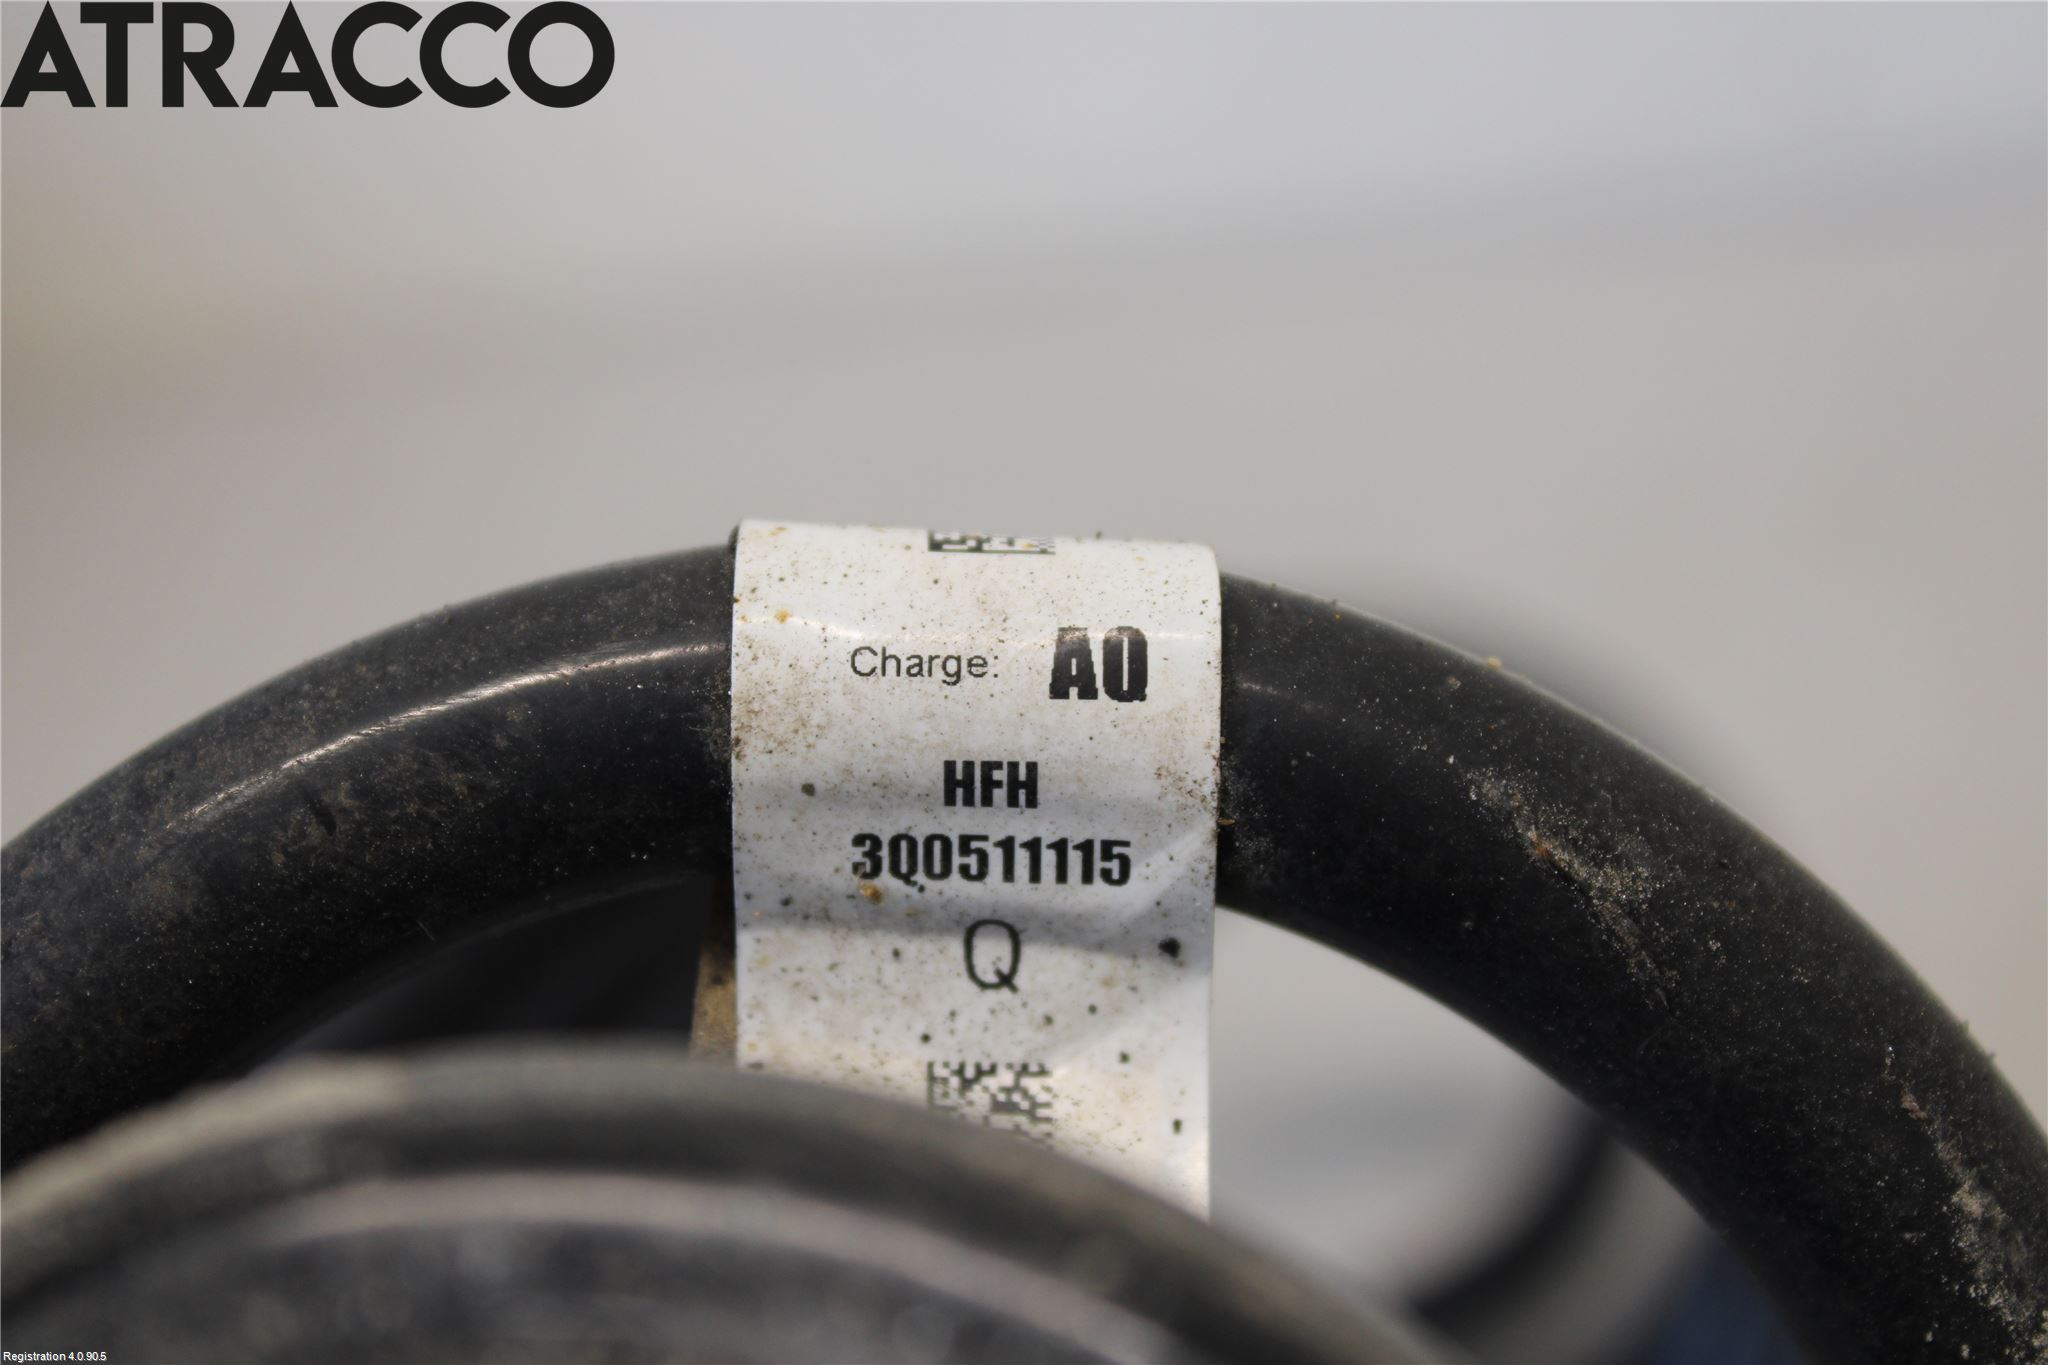 ATRACCO
Charge: AQ
HFH
3Q0511115
Q
Registration 4.0.90.5